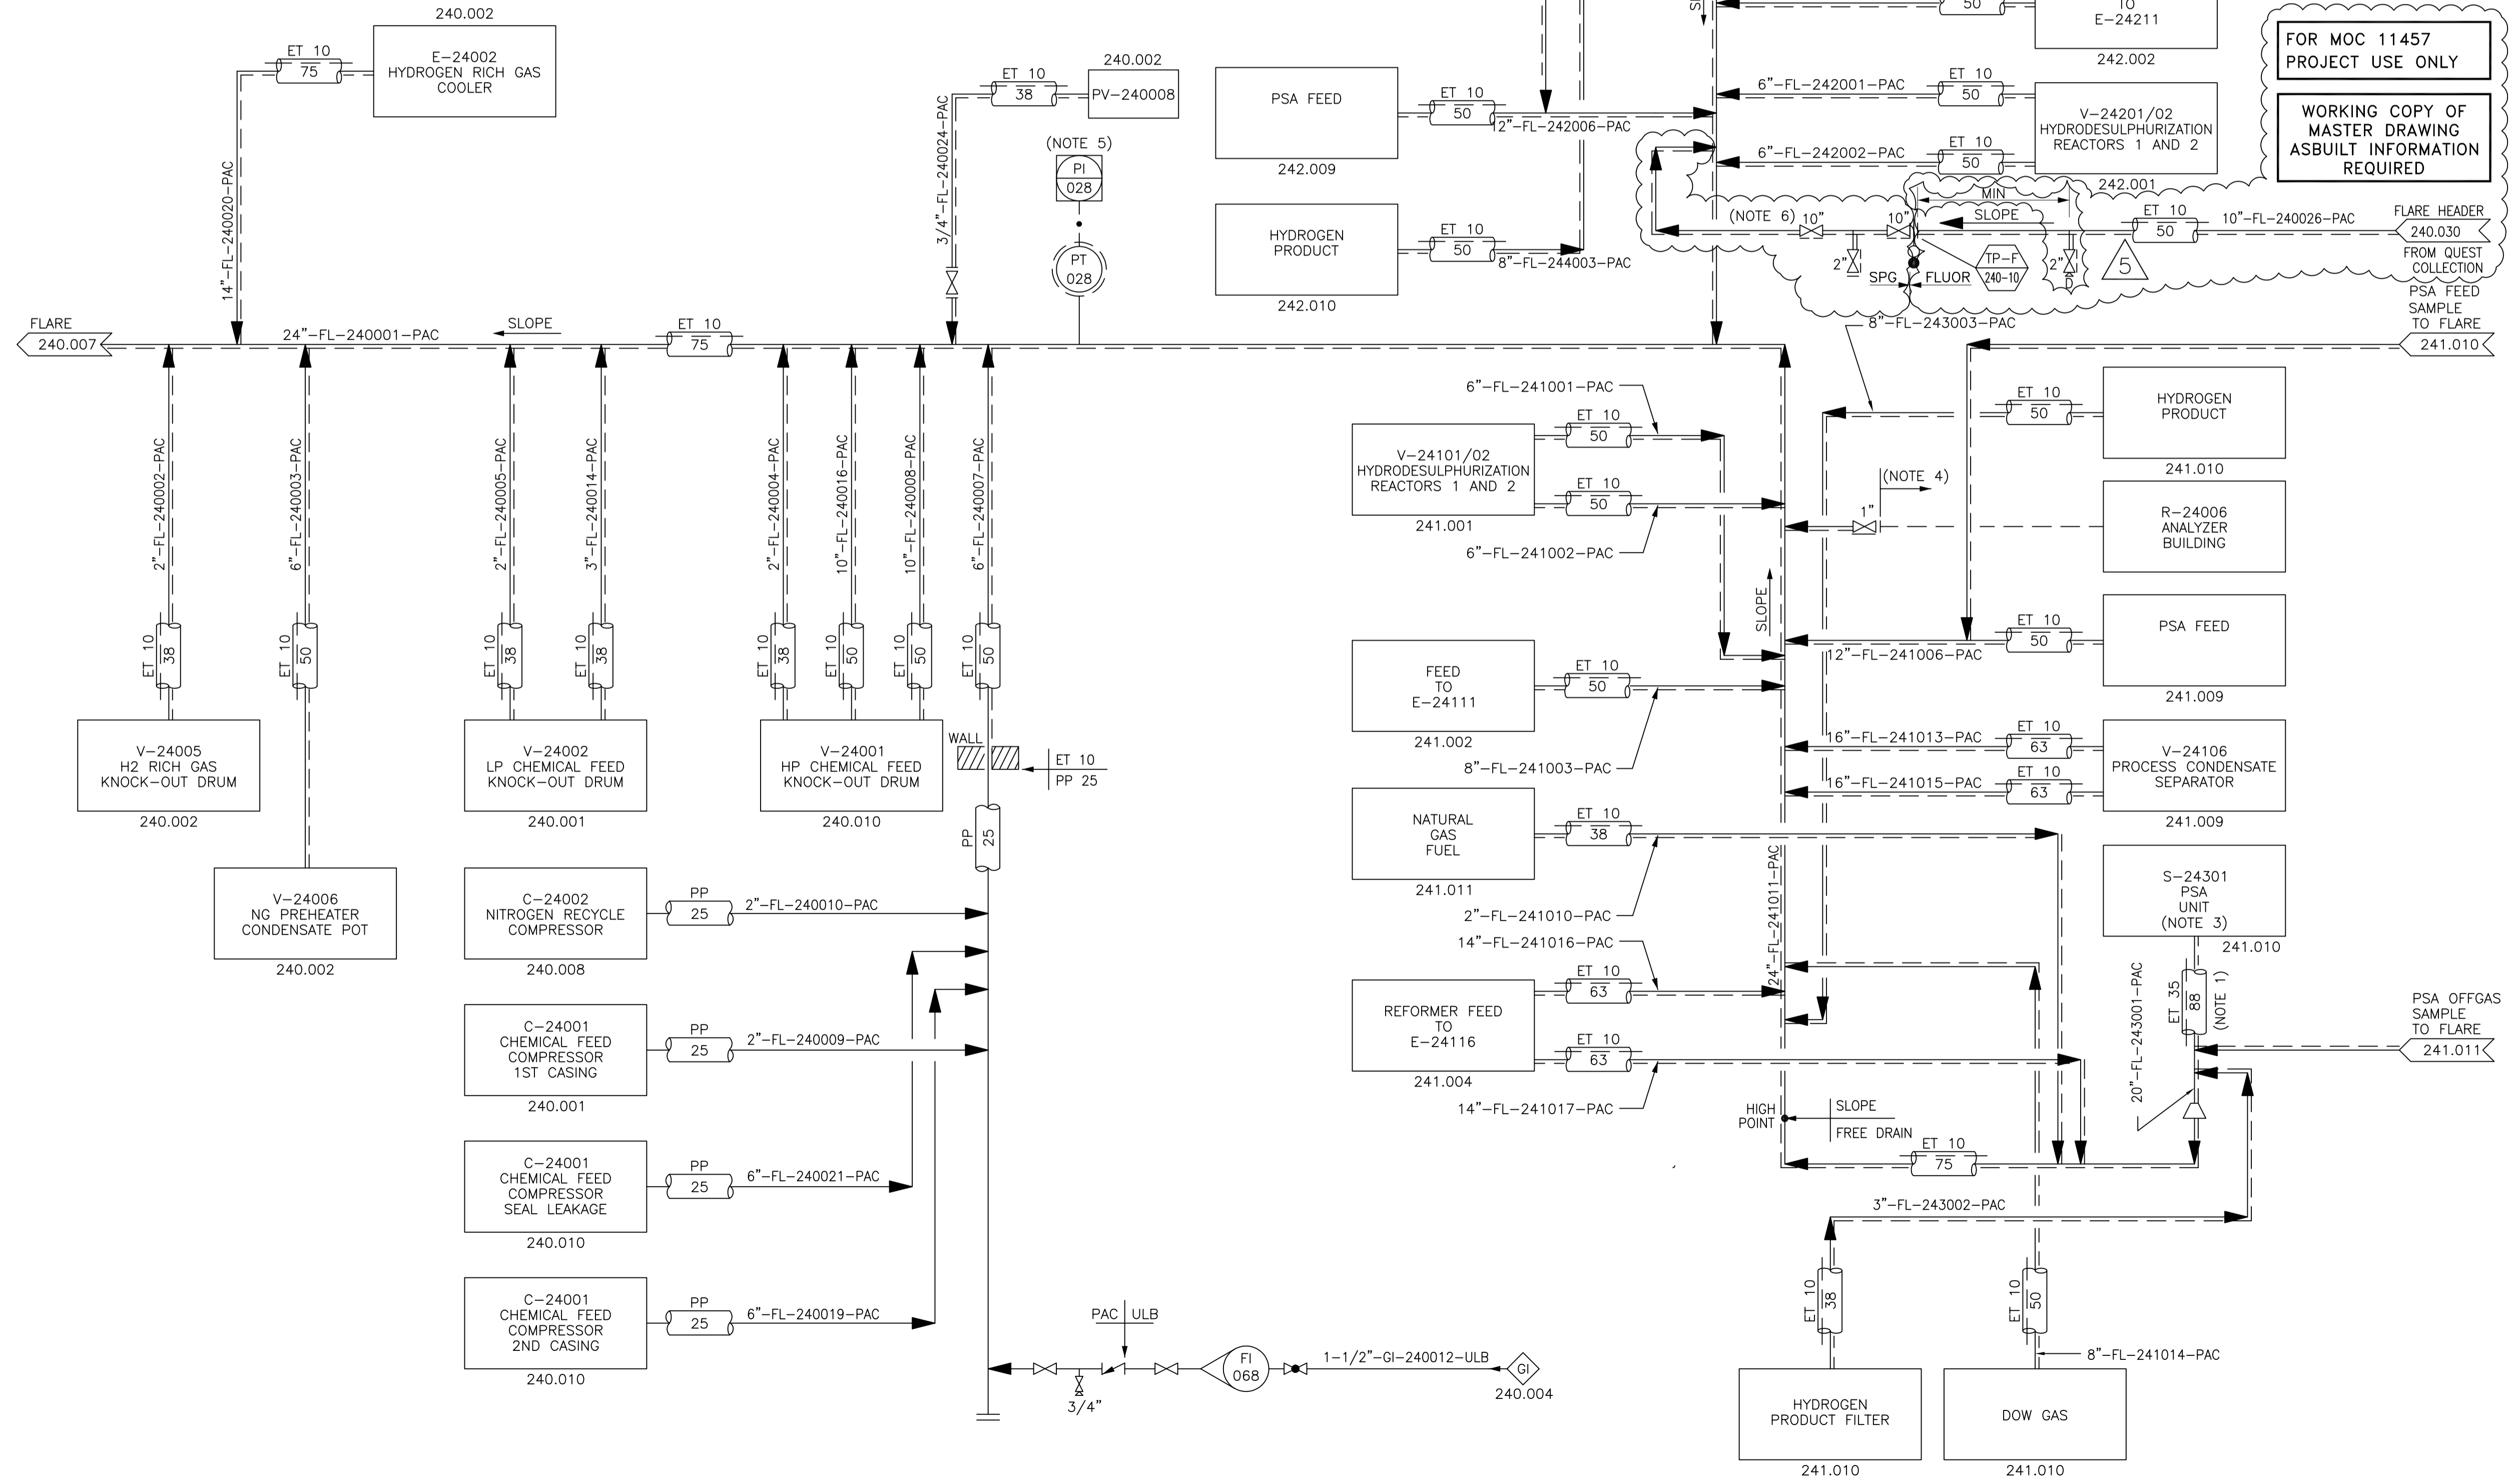 240.002
ET 10
75
E-24002
HYDROGEN RICH GAS
COOLER
14"-FL-240020-PAC
ET 10
38
240.002
PV-240008
3/4"-FL-240024-PAC
(NOTE 5)
PI
028
PT
028
PSA FEED
242.009
ET 10
50
12"-FL-242006-PAC
HYDROGEN
PRODUCT
242.010
ET 10
50
8"-FL-244003-PAC
50
TO
E-24211
242.002
6"-FL-242001-PAC
ET 10
50
V-24201/02
HYDRODESULPHURIZATION
REACTORS 1 AND 2
6"-FL-242002-PAC
ET 10
50
242.001
FOR MOC 11457
PROJECT USE ONLY
WORKING COPY OF
MASTER DRAWING
ASBUILT INFORMATION
REQUIRED
MIN
(NOTE 6)
10"
10"
SLOPE
ET 10
50
10"-FL-240026-PAC
FLARE HEADER
240.030
FROM QUEST
COLLECTION
2"
SPG
FLUOR
TP-F
240-10
2"
D
5
PSA FEED
SAMPLE
TO FLARE
241.010
FLARE
240.007
24"-FL-240001-PAC
SLOPE
ET 10
75
8"-FL-243003-PAC
2"-FL-240002-PAC
6"-FL-240003-PAC
2"-FL-240005-PAC
3"-FL-240014-PAC
2"-FL-240004-PAC
10"-FL-240016-PAC
10"-FL-240008-PAC
6"-FL-240007-PAC
ET 10
38
ET 10
50
ET 10
38
ET 10
38
ET 10
38
ET 10
50
ET 10
50
ET 10
50
V-24005
H2 RICH GAS
KNOCK-OUT DRUM
240.002
V-24002
LP CHEMICAL FEED
KNOCK-OUT DRUM
240.001
V-24001
HP CHEMICAL FEED
KNOCK-OUT DRUM
240.010
WALL
ET 10
PP 25
PP
25
V-24006
NG PREHEATER
CONDENSATE POT
240.002
C-24002
NITROGEN RECYCLE
COMPRESSOR
240.008
PP
25
2"-FL-240010-PAC
C-24001
CHEMICAL FEED
COMPRESSOR
1ST CASING
240.001
PP
25
2"-FL-240009-PAC
C-24001
CHEMICAL FEED
COMPRESSOR
SEAL LEAKAGE
240.010
PP
25
6"-FL-240021-PAC
C-24001
CHEMICAL FEED
COMPRESSOR
2ND CASING
240.010
PP
25
6"-FL-240019-PAC
PAC
ULB
3/4"
FI
068
1-1/2"-GI-240012-ULB
GI
240.004
6"-FL-241001-PAC
V-24101/02
HYDRODESULPHURIZATION
REACTORS 1 AND 2
241.001
ET 10
50
ET 10
50
6"-FL-241002-PAC
FEED
TO
E-24111
241.002
ET 10
50
8"-FL-241003-PAC
NATURAL
GAS
FUEL
241.011
ET 10
38
2"-FL-241010-PAC
14"-FL-241016-PAC
REFORMER FEED
TO
E-24116
241.004
ET 10
63
ET 10
63
14"-FL-241017-PAC
SLOPE
24"-FL-241011-PAC
HIGH
POINT
SLOPE
FREE DRAIN
ET 10
75
ET 10
50
HYDROGEN
PRODUCT
241.010
(NOTE 4)
1"
R-24006
ANALYZER
BUILDING
ET 10
50
12"-FL-241006-PAC
PSA FEED
241.009
16"-FL-241013-PAC
ET 10
63
16"-FL-241015-PAC
ET 10
63
V-24106
PROCESS CONDENSATE
SEPARATOR
241.009
S-24301
PSA
UNIT
(NOTE 3)
241.010
ET 35
88
(NOTE 1)
20"-FL-243001-PAC
PSA OFFGAS
SAMPLE
TO FLARE
241.011
3"-FL-243002-PAC
ET 10
38
ET 10
50
8"-FL-241014-PAC
HYDROGEN
PRODUCT FILTER
241.010
DOW GAS
241.010